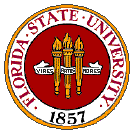 FLORIDA · STATE · UNIVERSITY
VIRES ARTES MORES
1857